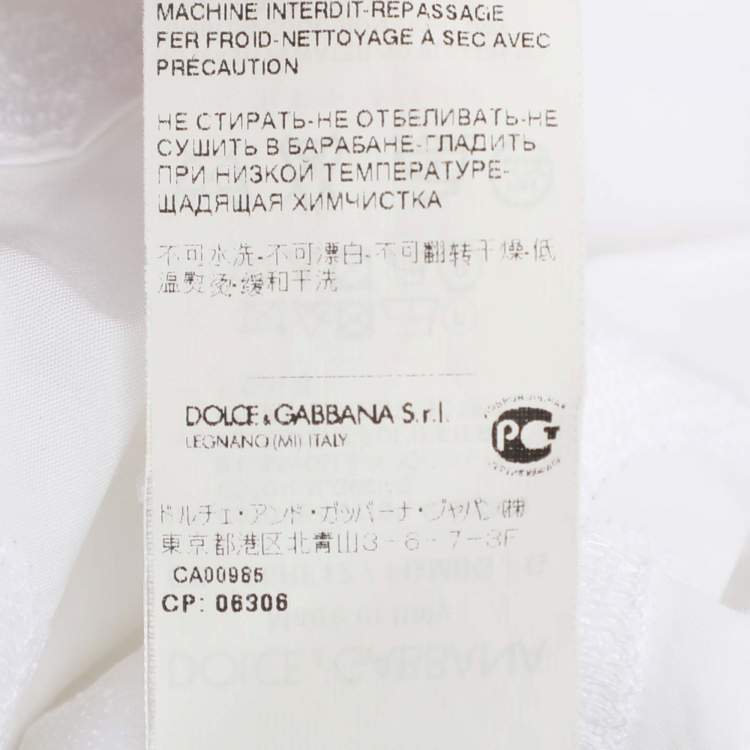 MACHINE INTERDIT-REPASSAGE
FER FROID-NETTOYAGE À SEC AVEC
PRÉCAUTION
НЕ СТИРАТЬ-НЕ ОТБЕЛИВАТЬ-НЕ
СУШИТЬ В БАРАБАНЕ-ГЛАДИТЬ
ПРИ НИЗКОЙ ТЕМПЕРАТУРЕ-
ЩАДЯЩАЯ ХИМЧИСТКА
不可水洗-不可漂白-不可翻转干燥-低
温熨烫-缓和干洗
DOLCE & GABBANA S.r.l.
LEGNANO (MI) ITALY
РСТ
ドルチェ・アンド・ガッバーナ・ジャパン(株)
東京都港区北青山3-6-7-3F
CA00985
CP: 06306
DOLCE & GABBANA